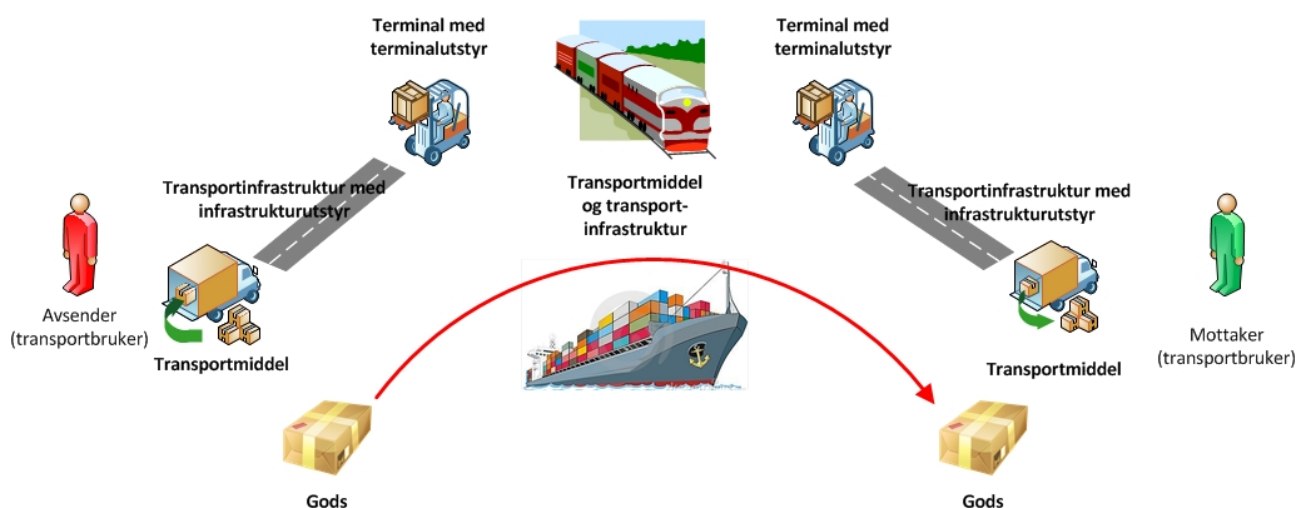 Terminal med
terminalutstyr
Terminal med
terminalutstyr
Transportinfrastruktur med
infrastrukturutstyr
Transportmiddel
og transport-
infrastruktur
Transportinfrastruktur med
infrastrukturutstyr
Avsender
(transportbruker)
Transportmiddel
Mottaker
(transportbruker)
Transportmiddel
Gods
Gods